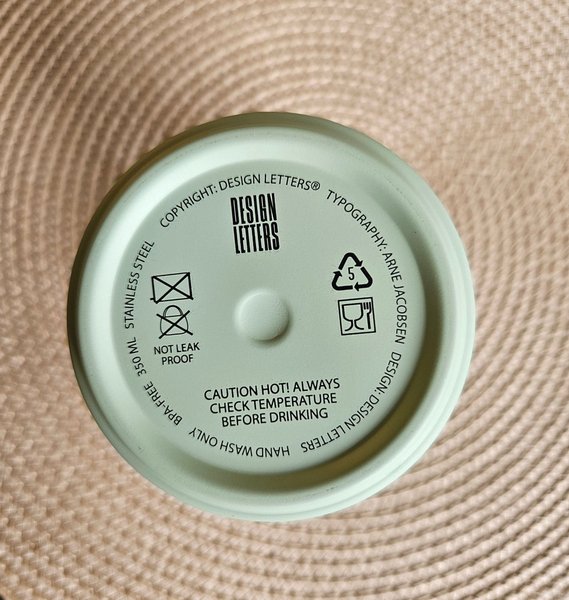 COPYRIGHT: DESIGN LETTERS®
TYPOGRAPHY: ARNE JACOBSEN
DESIGN: DESIGN LETTERS
HAND WASH ONLY
BPA-FREE
350 ML
STAINLESS STEEL
DESIGN
LETTERS
5
NOT LEAK
PROOF
CAUTION HOT! ALWAYS
CHECK TEMPERATURE
BEFORE DRINKING